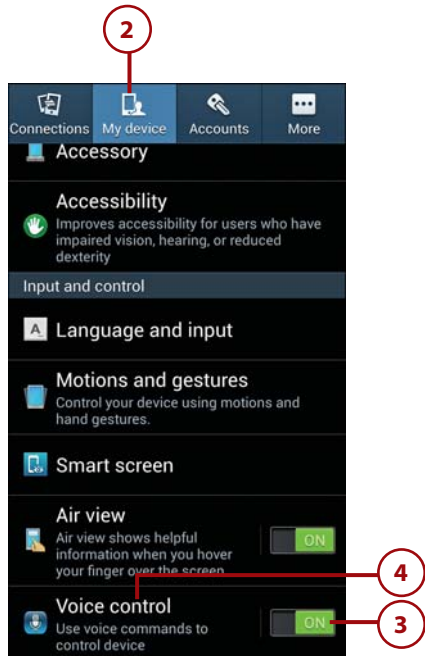 2
Connections My device Accounts More
Accessory
Accessibility
Improves accessibility for users who have
impaired vision, hearing, or reduced
dexterity
Input and control
A Language and input
Motions and gestures
Control your device using motions and
hand gestures.
Smart screen
Air view
Air view shows helpful
information when you hover
your finger over the screen
ON
4
Voice control
Use voice commands to
control device
ON
3